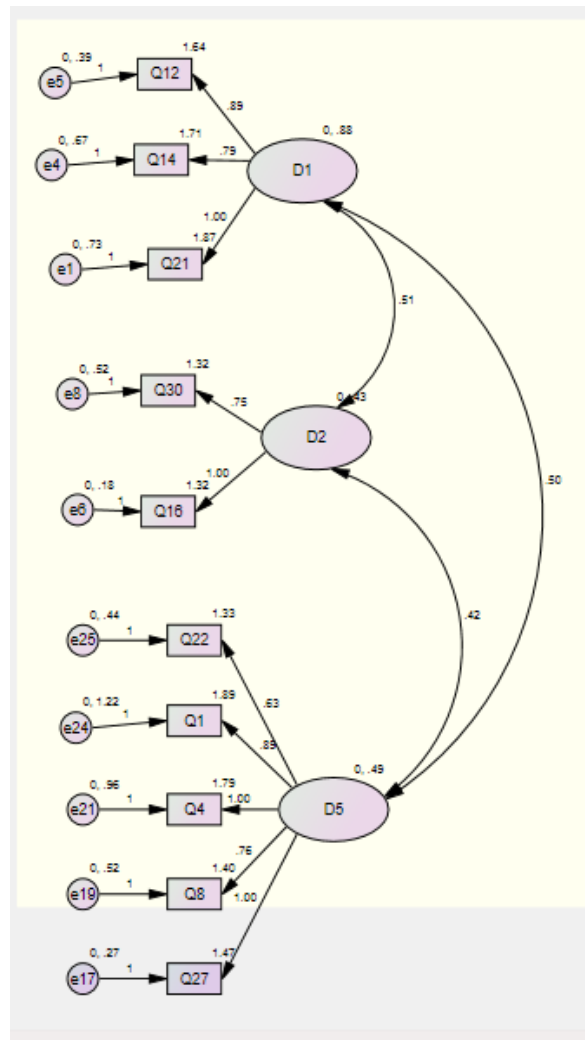 0, .39
1.64
e5
1
Q12
.89
0, .67
1.71
0, .88
e4
1
Q14
.79
D1
1.00
0, .73
1.87
e1
1
Q21
.51
0, .52
1.32
e8
1
Q30
.75
0, .43
D2
1.00
0, .18
1.32
e6
1
Q16
.50
0, .44
1.33
.42
e25
1
Q22
.63
0, 1.22
1.89
e24
1
Q1
.89
0, .96
1.79
0, .49
e21
1
Q4
1.00
D5
.76
0, .52
1.40
e19
1
Q8
1.00
0, .27
1.47
e17
1
Q27